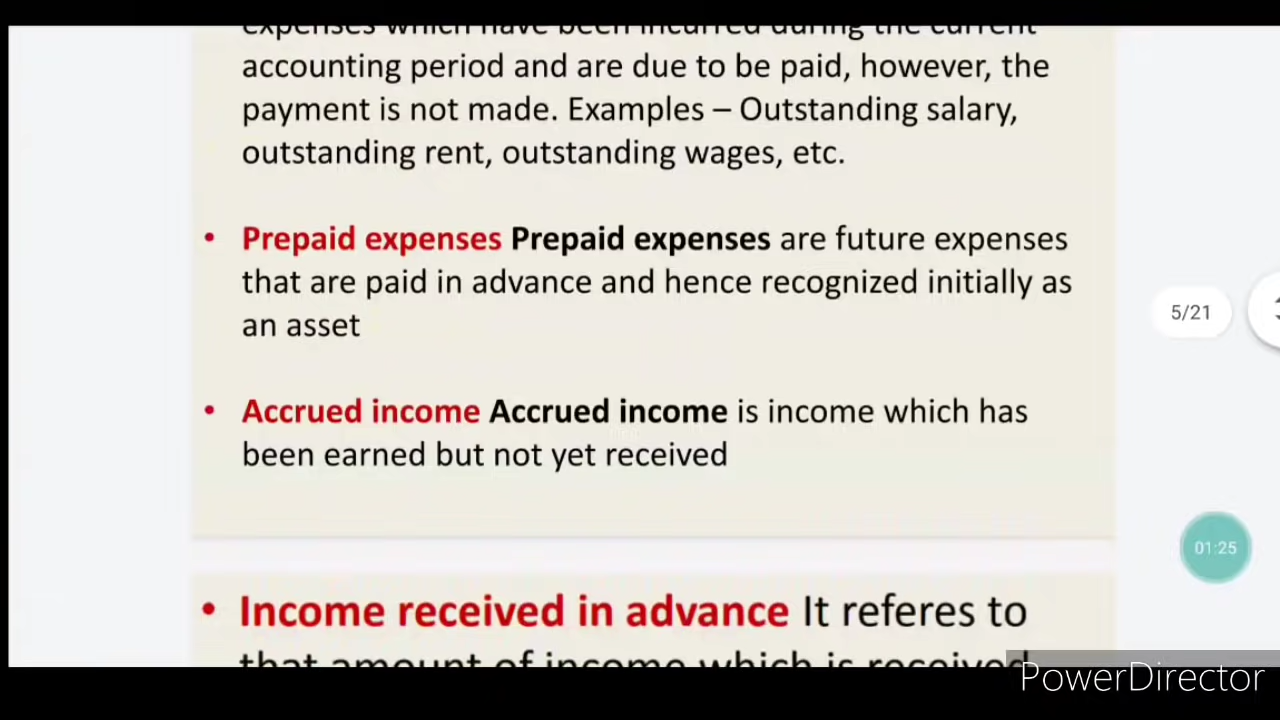 expenses which have been incurred during the current
accounting period and are due to be paid, however, the
payment is not made. Examples – Outstanding salary,
outstanding rent, outstanding wages, etc.
• Prepaid expenses Prepaid expenses are future expenses
that are paid in advance and hence recognized initially as
an asset
5/21
• Accrued income Accrued income is income which has
been earned but not yet received
01:25
• Income received in advance It referes to
that amount of income which is received
PowerDirector